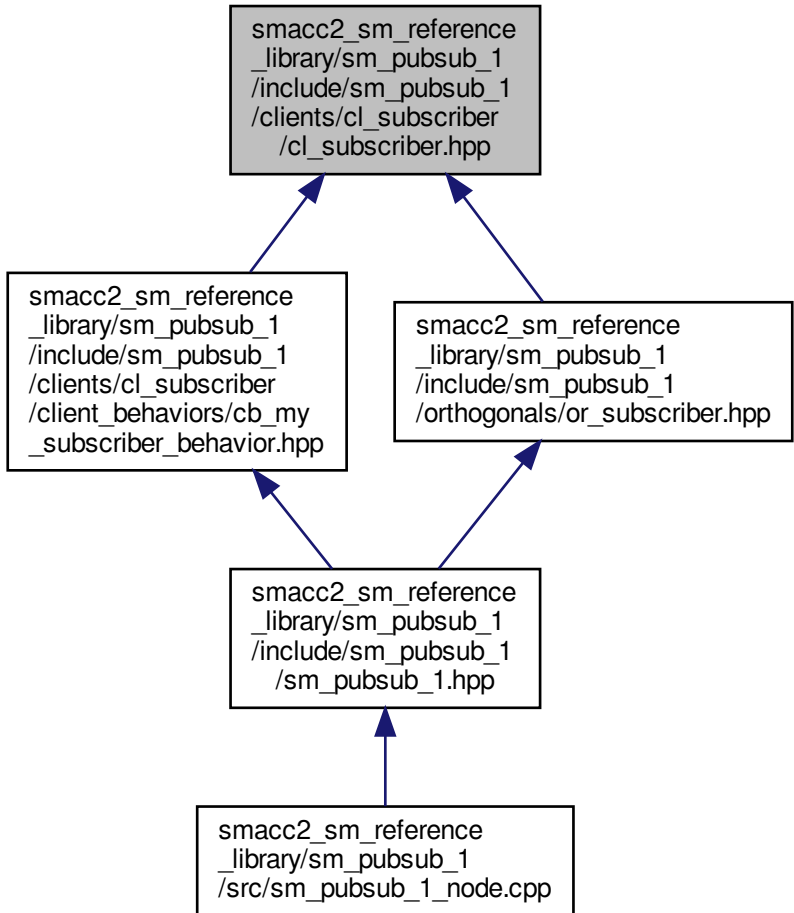 smacc2_sm_reference
_library/sm_pubsub_1
/include/sm_pubsub_1
/clients/cl_subscriber
/cl_subscriber.hpp
smacc2_sm_reference
_library/sm_pubsub_1
/include/sm_pubsub_1
/clients/cl_subscriber
/client_behaviors/cb_my
_subscriber_behavior.hpp
smacc2_sm_reference
_library/sm_pubsub_1
/include/sm_pubsub_1
/orthogonals/or_subscriber.hpp
smacc2_sm_reference
_library/sm_pubsub_1
/include/sm_pubsub_1
/sm_pubsub_1.hpp
smacc2_sm_reference
_library/sm_pubsub_1
/src/sm_pubsub_1_node.cpp